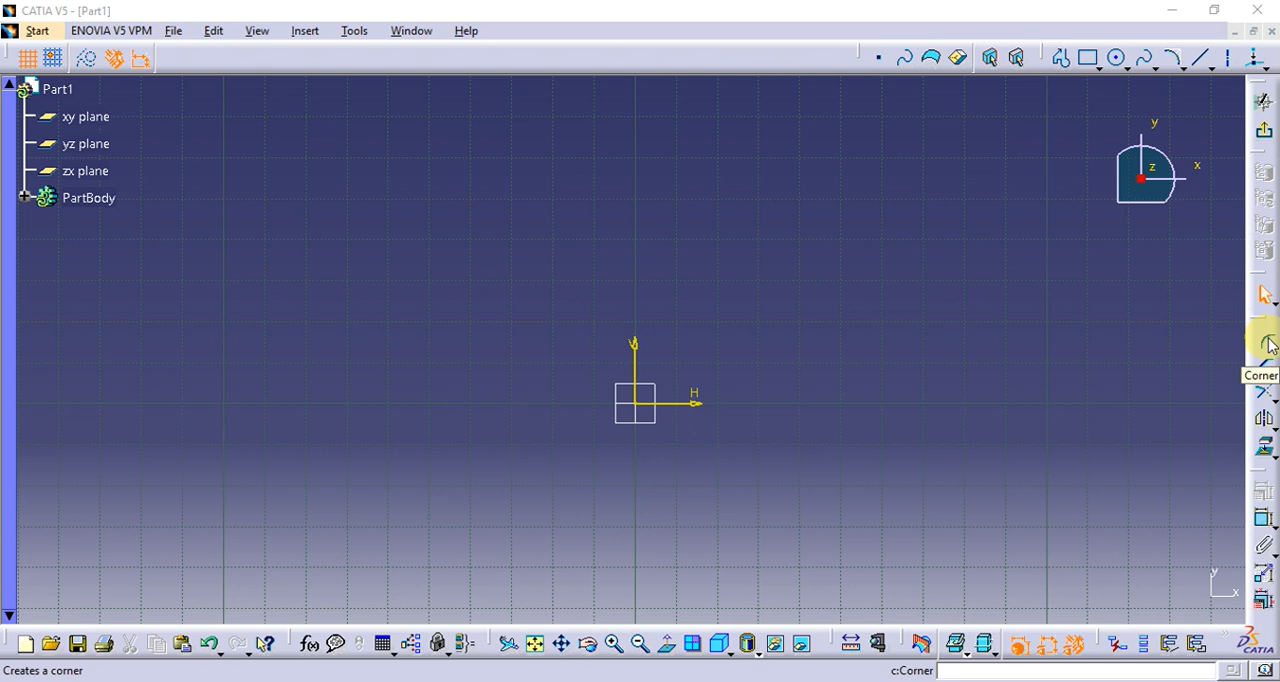 CATIA V5 - [Part1]
Start ENOVIA V5 VPM File Edit View Insert Tools Window Help
Part1
xy plane
yz plane
zx plane
PartBody
y
z x
V
H
Corner
y
x
f(x)
CATIA
Creates a corner c:Corner